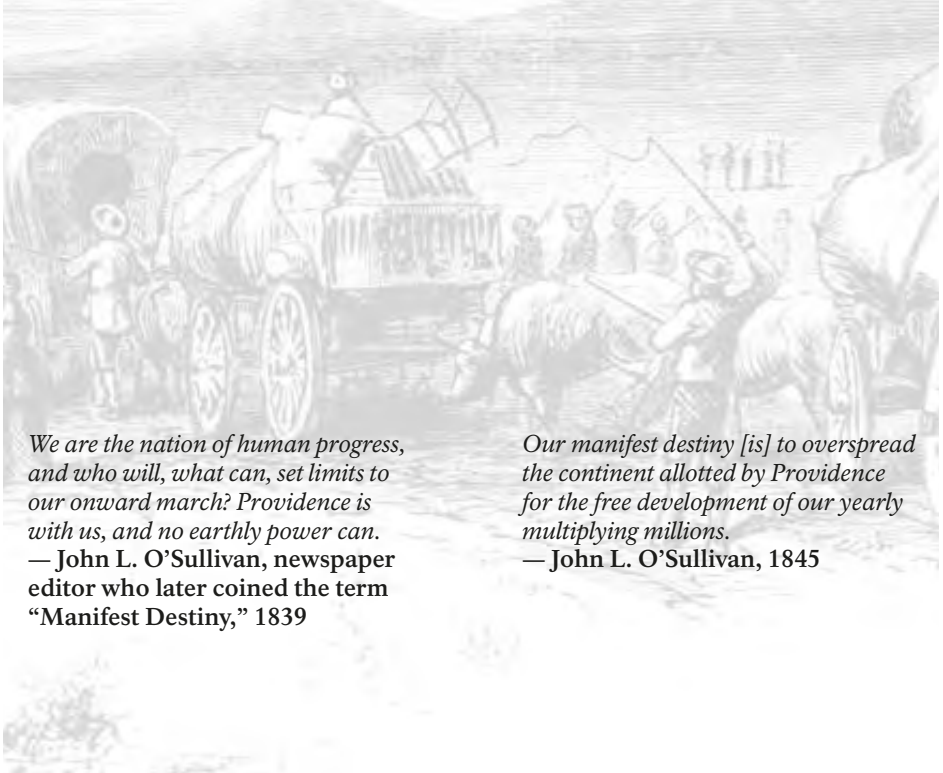 We are the nation of human progress,
and who will, what can, set limits to
our onward march? Providence is
with us, and no earthly power can.
— John L. O’Sullivan, newspaper
editor who later coined the term
“Manifest Destiny,” 1839
Our manifest destiny [is] to overspread
the continent allotted by Providence
for the free development of our yearly
multiplying millions.
— John L. O’Sullivan, 1845